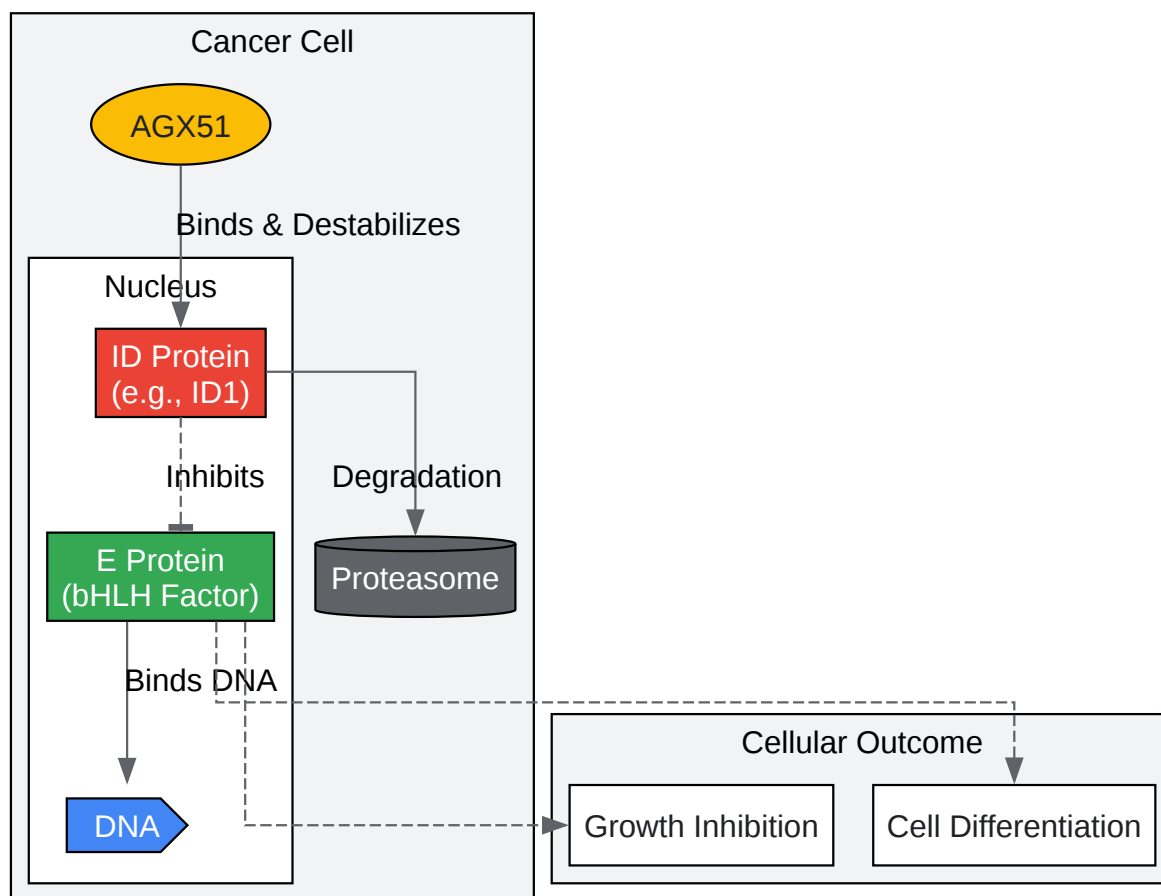 Cancer Cell
AGX51
Binds & Destabilizes
Nucleus
ID Protein
(e.g., ID1)
Inhibits
Degradation
E Protein
(bHLH Factor)
Proteasome
Binds DNA
Cellular Outcome
DNA
Growth Inhibition
Cell Differentiation